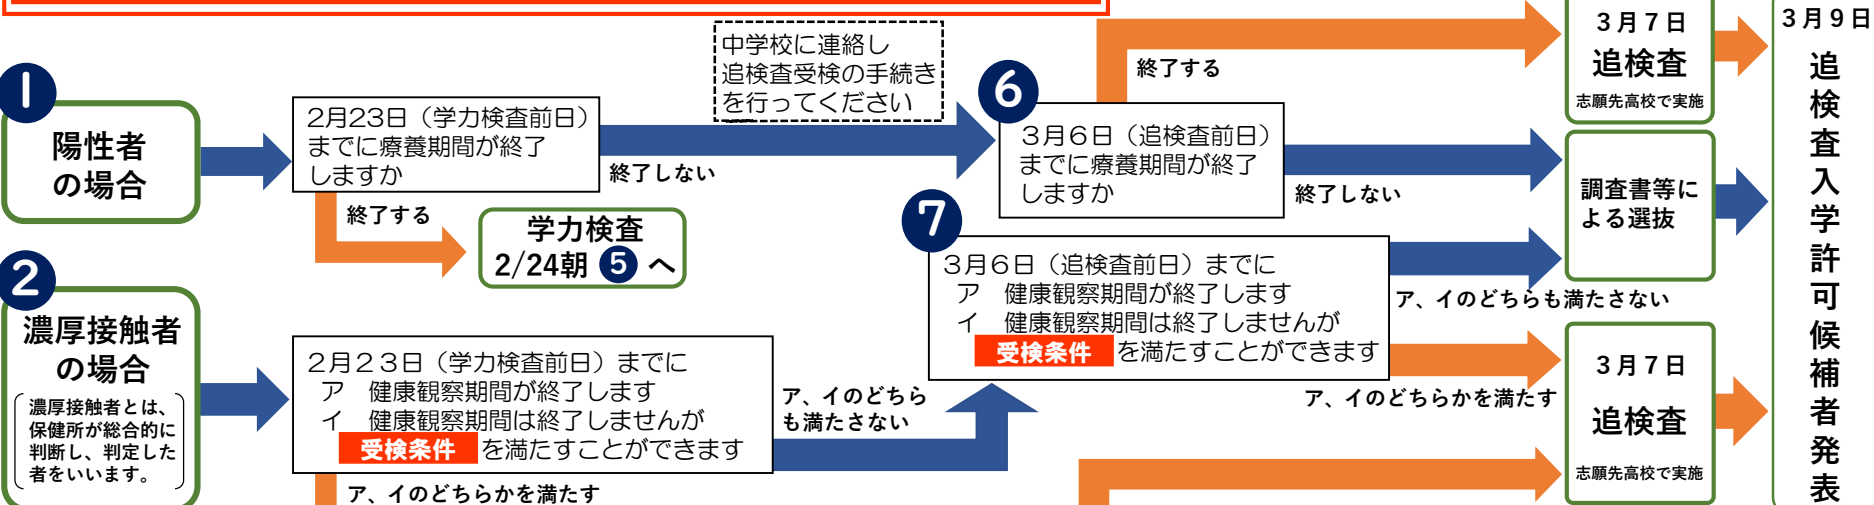 中学校に連絡し
追検査受検の手続き
を行ってください
1
陽性者
の場合
2月23日（学力検査前日）
までに療養期間が終了
しますか
終了しない
終了する
学力検査
2/24朝 5 へ
6
3月6日（追検査前日）
までに療養期間が終了
しますか
終了する
終了しない
3月7日
追検査
志願先高校で実施
調査書等に
よる選抜
2
濃厚接触者
の場合
濃厚接触者とは、
保健所が総合的に
判断し、判定した
者をいいます。
2月23日（学力検査前日）までに
ア　健康観察期間が終了します
イ　健康観察期間は終了しませんが
受検条件 を満たすことができます
ア、イのどちら
も満たさない
ア、イのどちらかを満たす
7
3月6日（追検査前日）までに
ア　健康観察期間が終了します
イ　健康観察期間は終了しませんが
受検条件 を満たすことができます
ア、イのどちらも満たさない
ア、イのどちらかを満たす
3月7日
追検査
志願先高校で実施
3月9日
追検査入学許可候補者発表